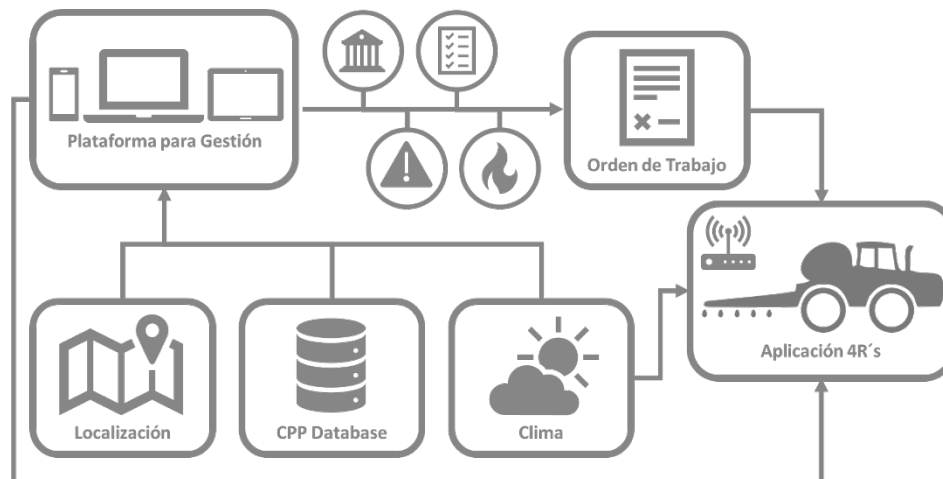 Plataforma para Gestión
Orden de Trabajo
Aplicación 4R´s
Localización
CPP Database
Clima